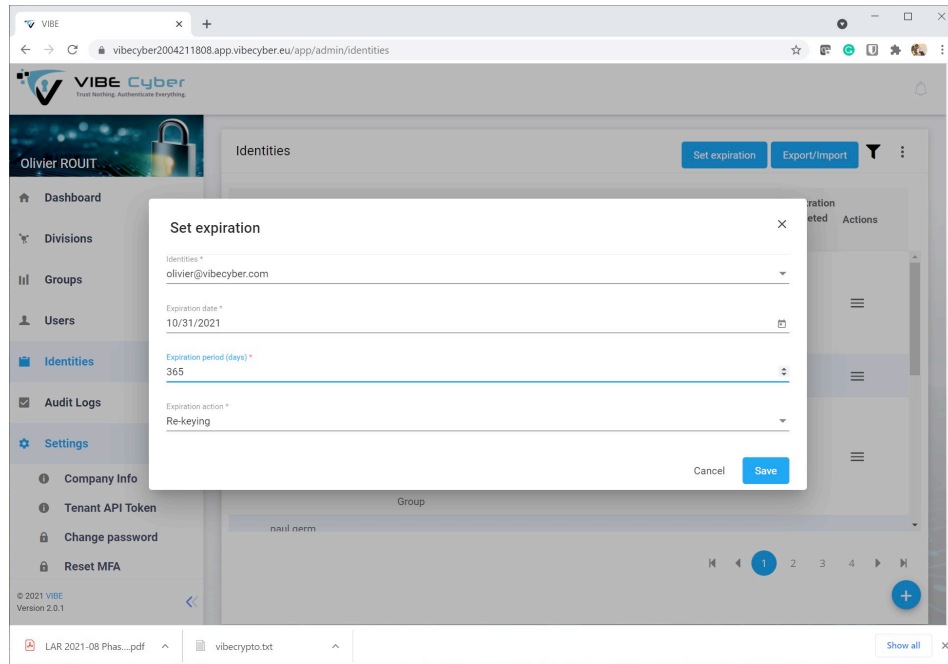 VIBE
vibecyber2004211808.app.vibecyber.eu/app/admin/identities
VIBE Cyber
Trust Nothing. Authenticate Everything.
Olivier ROUIT
Identities
Set expiration
Export/Import
Dashboard
Divisions
Groups
Users
Identities
Audit Logs
Settings
Company Info
Tenant API Token
Change password
Reset MFA
© 2021 VIBE
Version 2.0.1
Actions
Set expiration
Identities *
olivier@vibecyber.com
Expiration date *
10/31/2021
Expiration period (days) *
365
Expiration action *
Re-keying
Cancel
Save
Group
1 2 3 4
LAR 2021-08 Phas....pdf
vibecrypto.txt
Show all